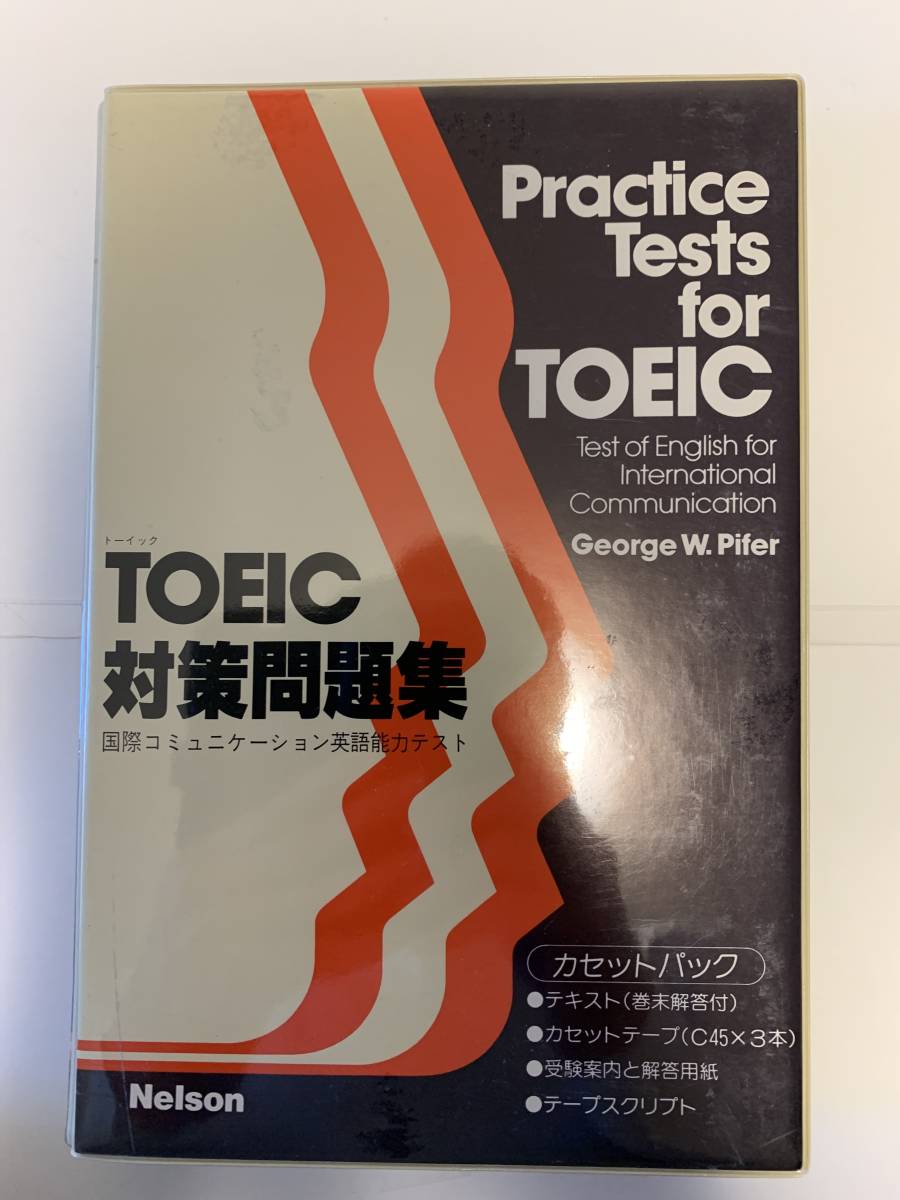 Practice
Tests
for
TOEIC
Test of English for
International
Communication
George W. Pifer
トーイック
TOEIC
対策問題集
国際コミュニケーション英語能力テスト
カセットパック
●テキスト(巻末解答付)
●カセットテープ(C45×3本)
●受験案内と解答用紙
●テープスクリプト
Nelson